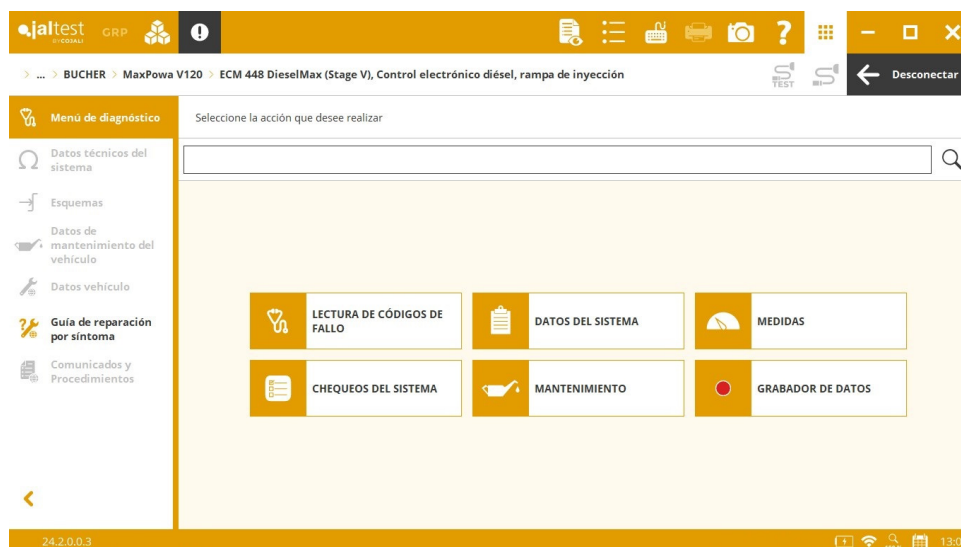 jaltest GRP
BY COJALI
> ... > BUCHER > MaxPowa V120 > ECM 448 DieselMax (Stage V), Control electrónico diésel, rampa de inyección
TEST
Desconectar
Menú de diagnóstico
Seleccione la acción que desee realizar
Datos técnicos del
sistema
Esquemas
Datos de
mantenimiento del
vehículo
Datos vehículo
Guía de reparación
por síntoma
Comunicados y
Procedimientos
LECTURA DE CÓDIGOS DE
FALLO
DATOS DEL SISTEMA
MEDIDAS
CHEQUEOS DEL SISTEMA
MANTENIMIENTO
GRABADOR DE DATOS
24.2.0.0.3